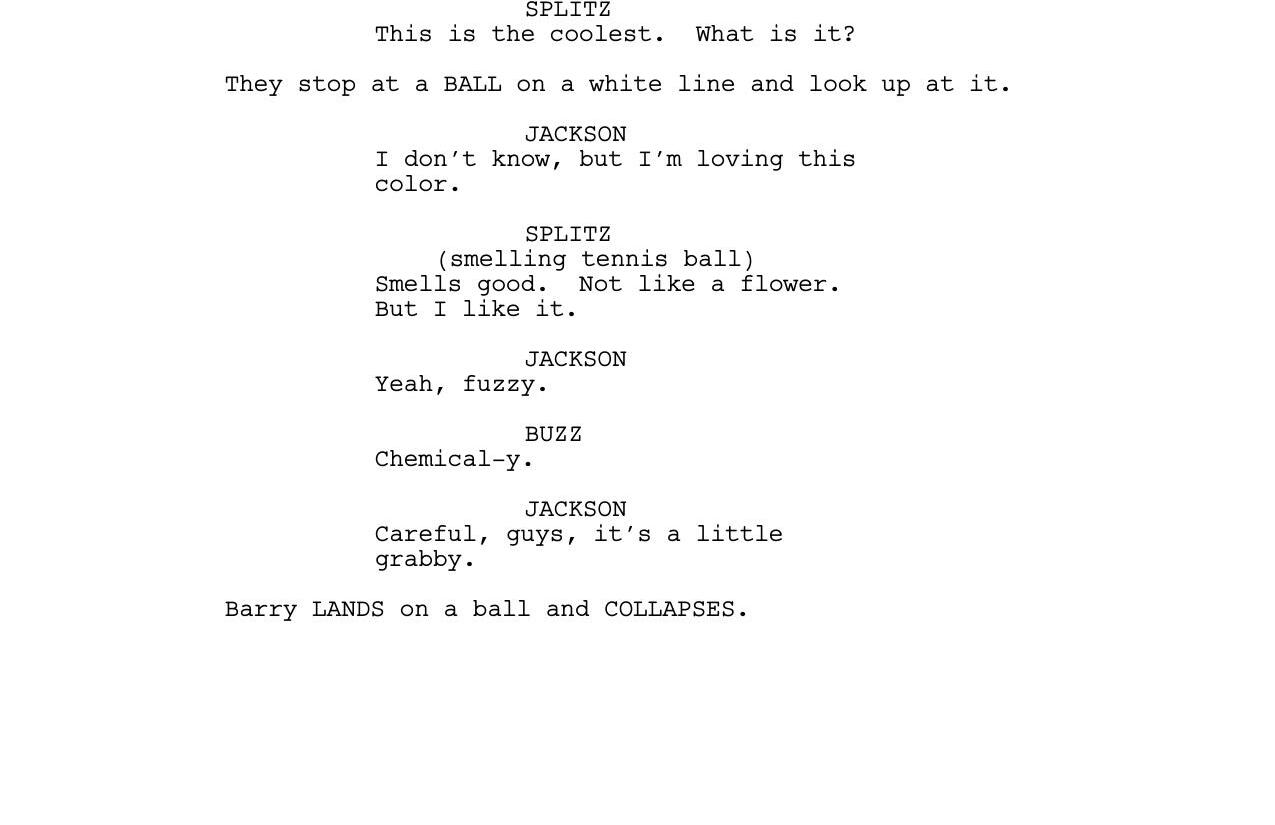 SPLITZ
This is the coolest.  What is it?
They stop at a BALL on a white line and look up at it.
JACKSON
I don’t know, but I’m loving this
color.
SPLITZ
(smelling tennis ball)
Smells good.  Not like a flower.
But I like it.
JACKSON
Yeah, fuzzy.
BUZZ
Chemical-y.
JACKSON
Careful, guys, it’s a little
grabby.
Barry LANDS on a ball and COLLAPSES.